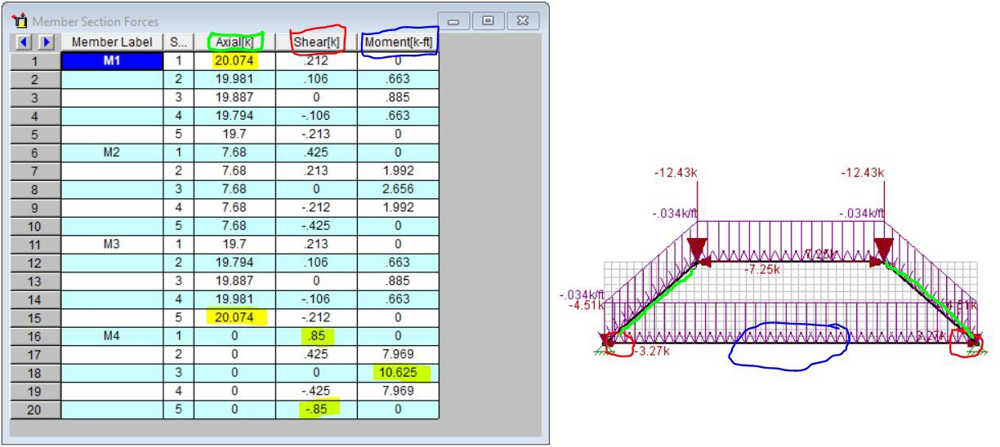 Member Section Forces
Member Label S... Axial[k] Shear[k] Moment[k-ft]
1 M1 1 20.074 .212 0
2 2 19.981 .106 .663
3 3 19.887 0 .885
4 4 19.794 -.106 .663
5 5 19.7 -.213 0
6 M2 1 7.68 .425 0
7 2 7.68 .213 1.992
8 3 7.68 0 2.656
9 4 7.68 -.212 1.992
10 5 7.68 -.425 0
11 M3 1 19.7 .213 0
12 2 19.794 .106 .663
13 3 19.887 0 .885
14 4 19.981 -.106 .663
15 5 20.074 -.212 0
16 M4 1 0 .85 0
17 2 0 .425 7.969
18 3 0 0 10.625
19 4 0 -.425 7.969
20 5 0 -.85 0
-12.43k -12.43k
-.034k/ft -.034k/ft
7.25k
-7.25k
-.034k/ft
-4.51k 4.51k
3.27k
-3.27k